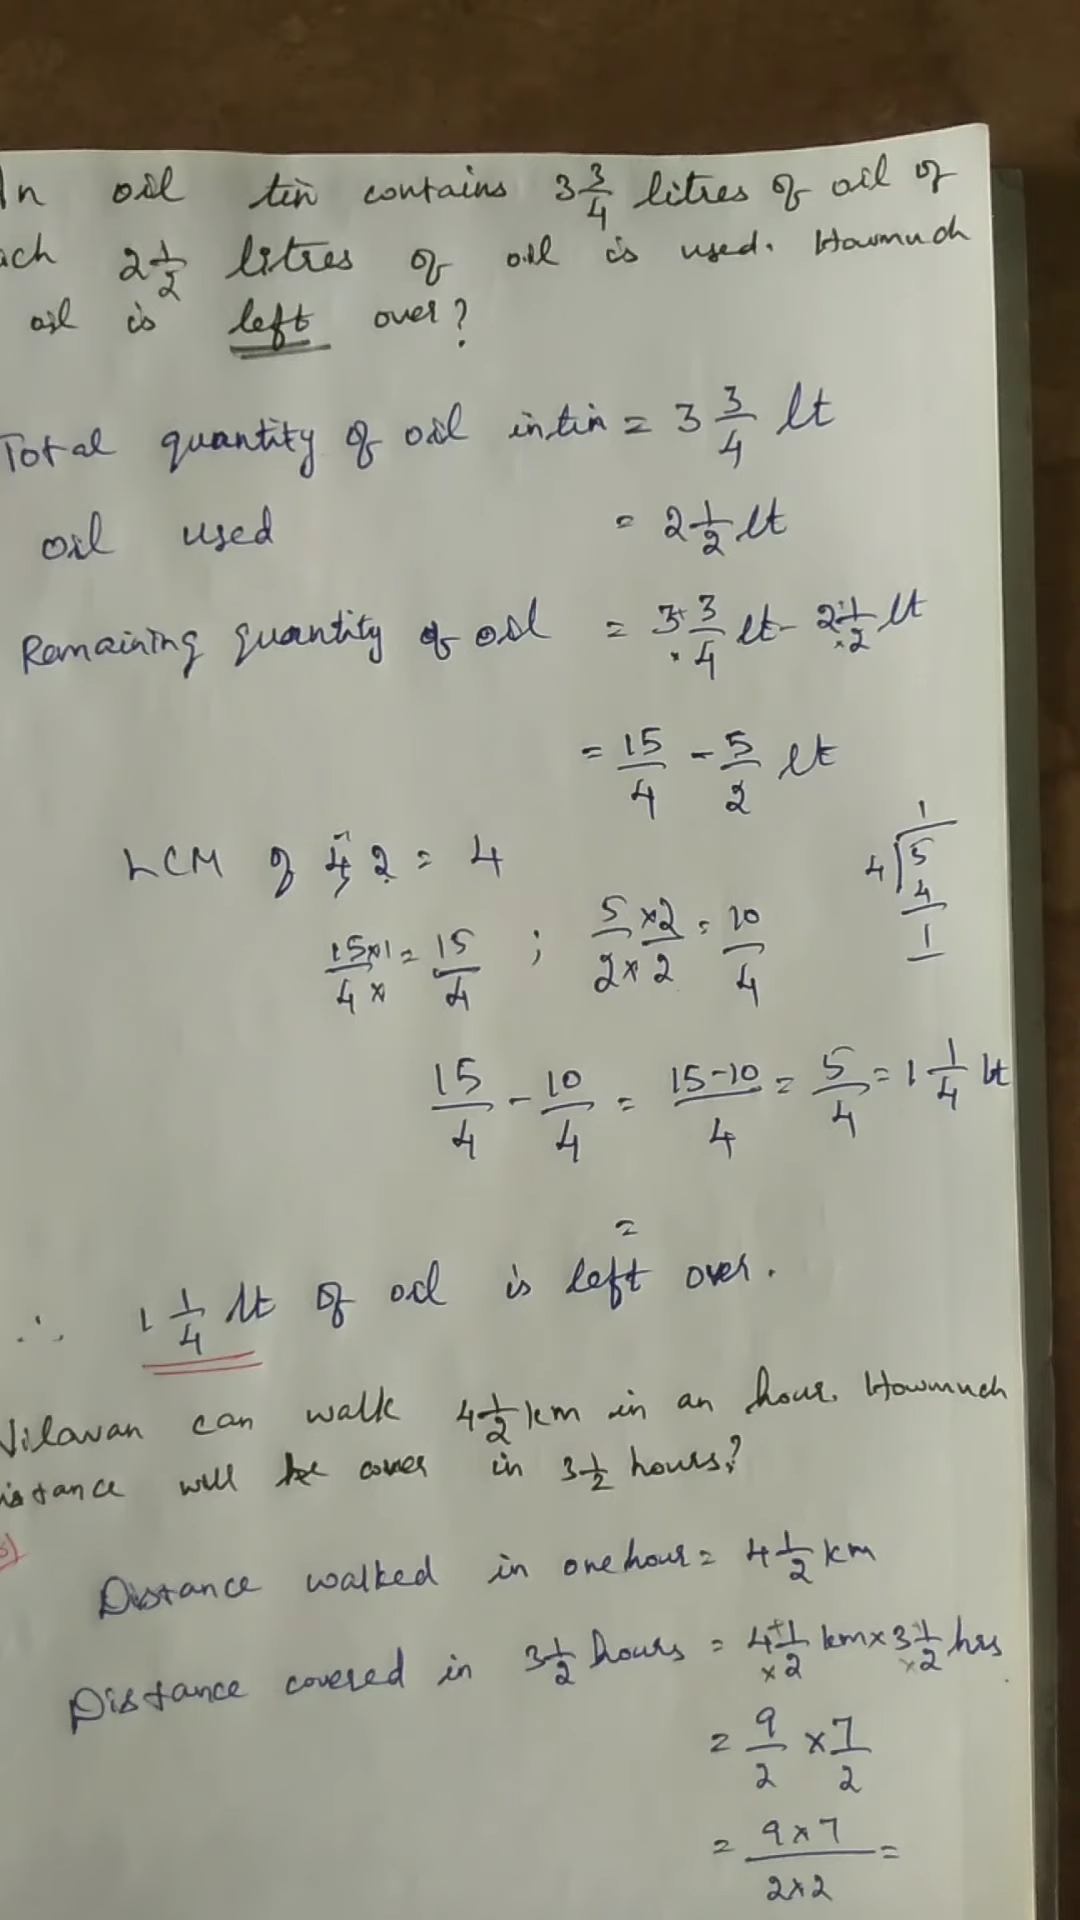 In oil tin contains 3 3/4 litres of oil of
ach 2 1/2 litres of oil is used. Howmuch
oil is left over?
Total quantity of oil in tin = 3 3/4 lt
oil used = 2 1/2 lt
Remaining quantity of oil = 3 3/4 lt - 2 1/2 lt
= 15/4 - 5/2 lt
LCM of 4, 2 = 4
15×1/4× = 15/4 ; 5/2 × 2/2 = 10/4
1
4 5
4
1
15/4 - 10/4 = 15-10/4 = 5/4 = 1 1/4 lt
=
∴ 1 1/4 lt of oil is left over.
Nilavan can walk 4 1/2 km in an hour. Howmuch
istance will he cover in 3 1/2 hours?
Distance walked in one hour = 4 1/2 km
Distance covered in 3 1/2 hours = 4 1/2 km × 3 1/2 hrs
= 9/2 × 7/2
= 9×7/2×2 =